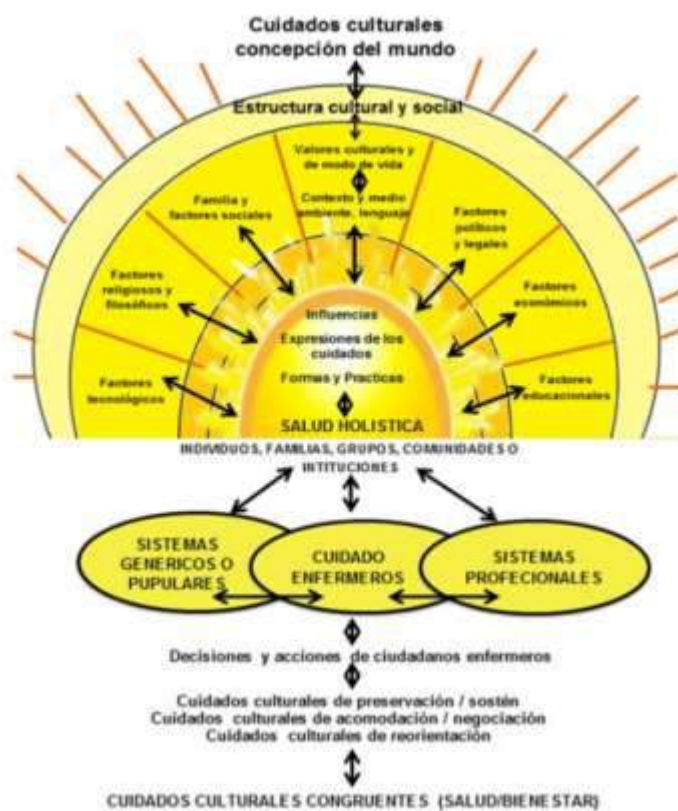 Cuidados culturales
concepción del mundo
Estructura cultural y social
Valores culturales y
de modo de vida
Familia y
factores sociales
Contexto y medio
ambiente, lenguaje
Factores
políticos
y legales
Factores
religiosos y
filosóficos
Factores
económicos
Influencias
Expresiones de los
cuidados
Formas y Practicas
Factores
tecnológicos
Factores
educacionales
SALUD HOLISTICA
INDIVIDUOS, FAMILIAS, GRUPOS, COMUNIDADES O
INTITUCIONES
SISTEMAS
GENERICOS O
PUPULARES
CUIDADO
ENFERMEROS
SISTEMAS
PROFECIONALES
Decisiones y acciones de ciudadanos enfermeros
Cuidados culturales de preservación / sostén
Cuidados culturales de acomodación / negociación
Cuidados culturales de reorientación
CUIDADOS CULTURALES CONGRUENTES (SALUD/BIENESTAR)